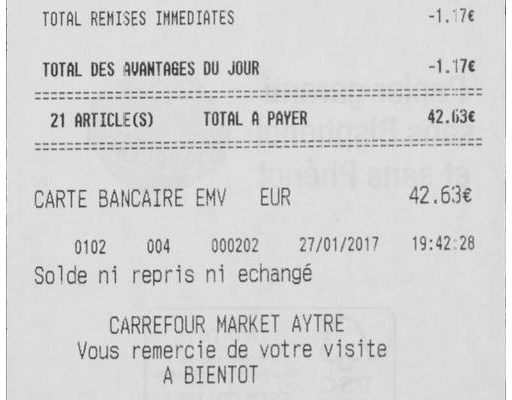 TOTAL REMISES IMMEDIATES -1.17€
TOTAL DES AVANTAGES DU JOUR -1.17€
21 ARTICLE(S) TOTAL A PAYER 42.63€
CARTE BANCAIRE EMV EUR 42.63€
0102 004 000202 27/01/2017 19:42:28
Solde ni repris ni echangé
CARREFOUR MARKET AYTRE
Vous remercie de votre visite
A BIENTOT